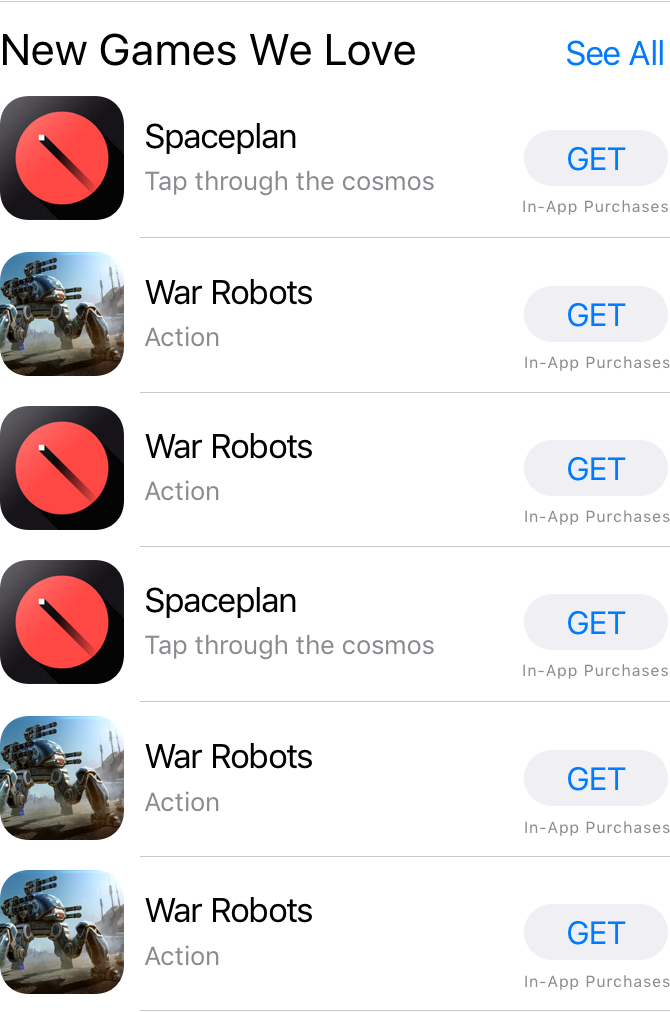 New Games We Love See All
Spaceplan
Tap through the cosmos
GET
In-App Purchases
War Robots
Action
GET
In-App Purchases
War Robots
Action
GET
In-App Purchases
Spaceplan
Tap through the cosmos
GET
In-App Purchases
War Robots
Action
GET
In-App Purchases
War Robots
Action
GET
In-App Purchases